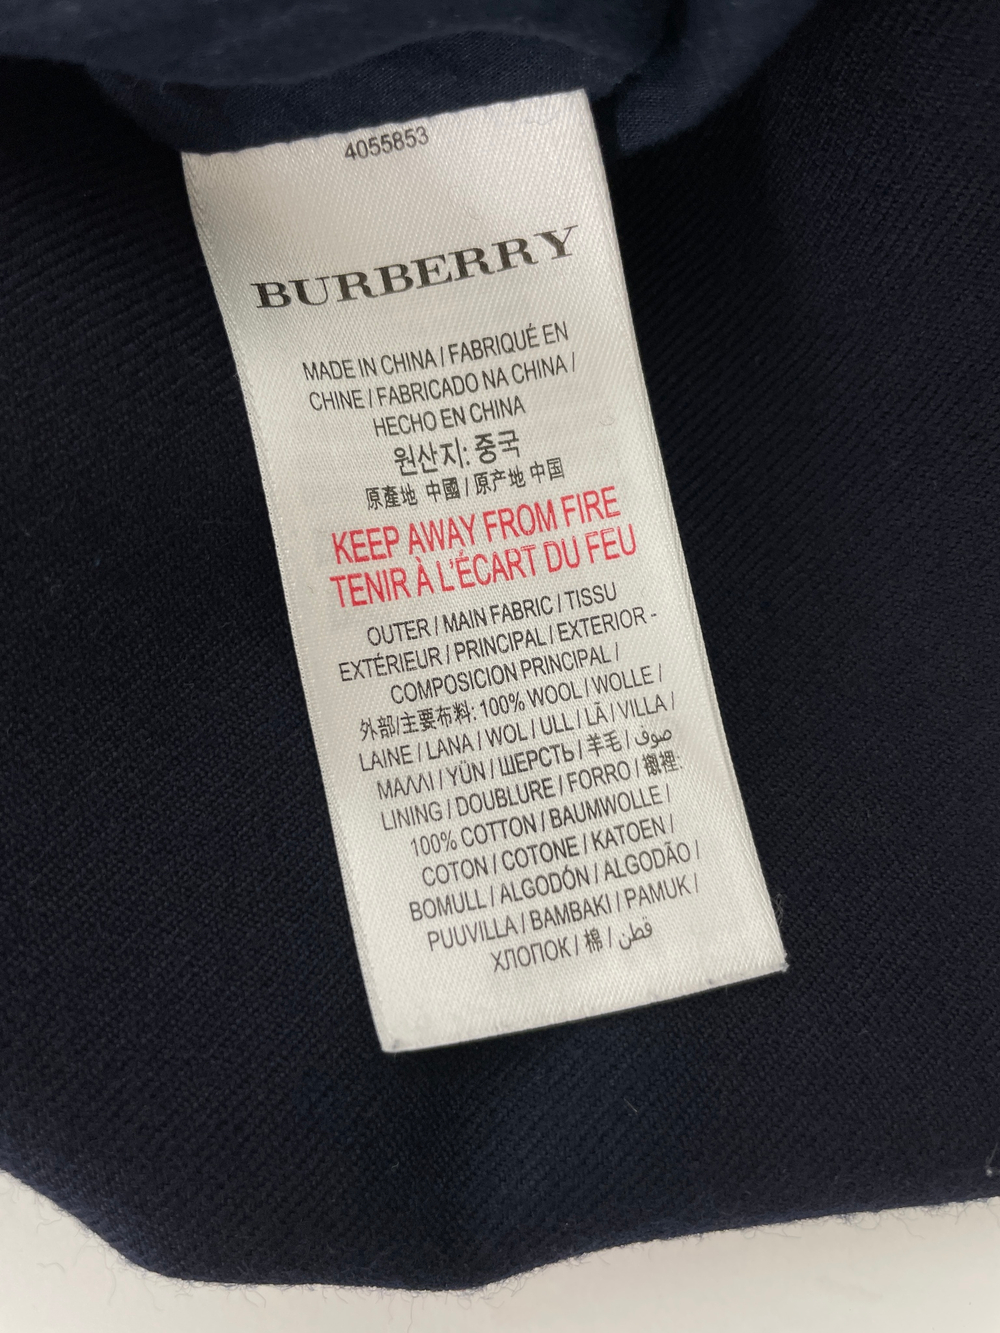 4055853
BURBERRY
MADE IN CHINA / FABRIQUÉ EN
CHINE / FABRICADO NA CHINA /
HECHO EN CHINA
원산지: 중국
原產地 中國 / 原产地 中国
KEEP AWAY FROM FIRE
TENIR À L'ÉCART DU FEU
OUTER / MAIN FABRIC / TISSU
EXTÉRIEUR / PRINCIPAL / EXTERIOR -
COMPOSICION PRINCIPAL /
外部/主要布料: 100% WOOL / WOLLE /
LAINE / LANA / WOL / ULL / LÃ / VILLA /
ΜΑΛΛΙ / YÜN / ШЕРСТЬ / 羊毛 / صوف /
LINING / DOUBLURE / FORRO / 櫬裡:
100% COTTON / BAUMWOLLE /
COTON / COTONE / KATOEN /
BOMULL / ALGODÓN / ALGODÃO /
PUUVILLA / BAMBAKI / PAMUK /
ХЛОПОК / 棉 / قطن